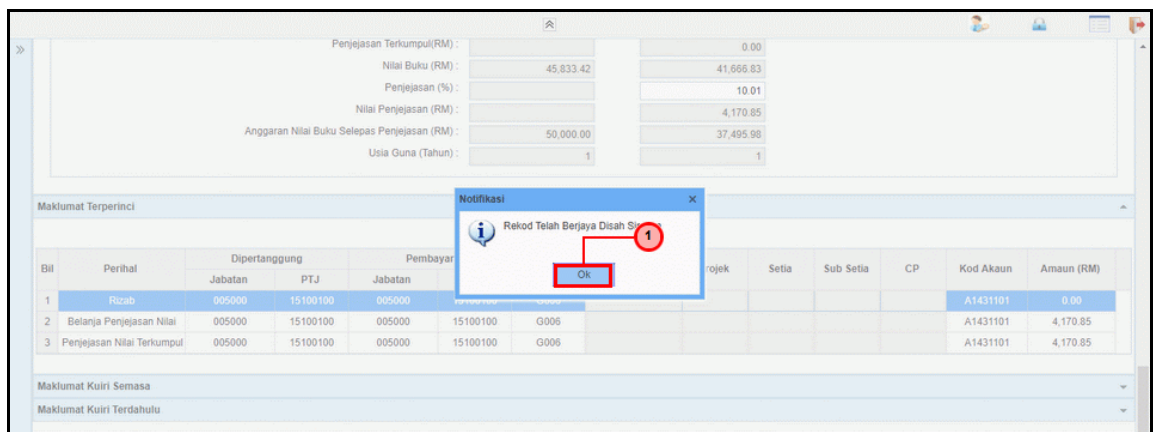 Penjejasan Terkumpul(RM) : 0.00
Nilai Buku (RM) : 45,833.42 41,666.83
Penjejasan (%) : 10.01
Nilai Penjejasan (RM) : 4,170.85
Anggaran Nilai Buku Selepas Penjejasan (RM) : 50,000.00 37,495.98
Usia Guna (Tahun) : 1 1
Maklumat Terperinci
Notifikasi
Rekod Telah Berjaya Disah
1
Ok
Bil Perihal Dipertanggung Setia Sub Setia CP Kod Akaun Amaun (RM)
Jabatan PTJ Jabatan
1 Rizab 005000 15100100 005000 A1431101 0.00
2 Belanja Penjejasan Nilai 005000 15100100 005000 15100100 G006 A1431101 4,170.85
3 Penjejasan Nilai Terkumpul 005000 15100100 005000 15100100 G006 A1431101 4,170.85
Maklumat Kuiri Semasa
Maklumat Kuiri Terdahulu